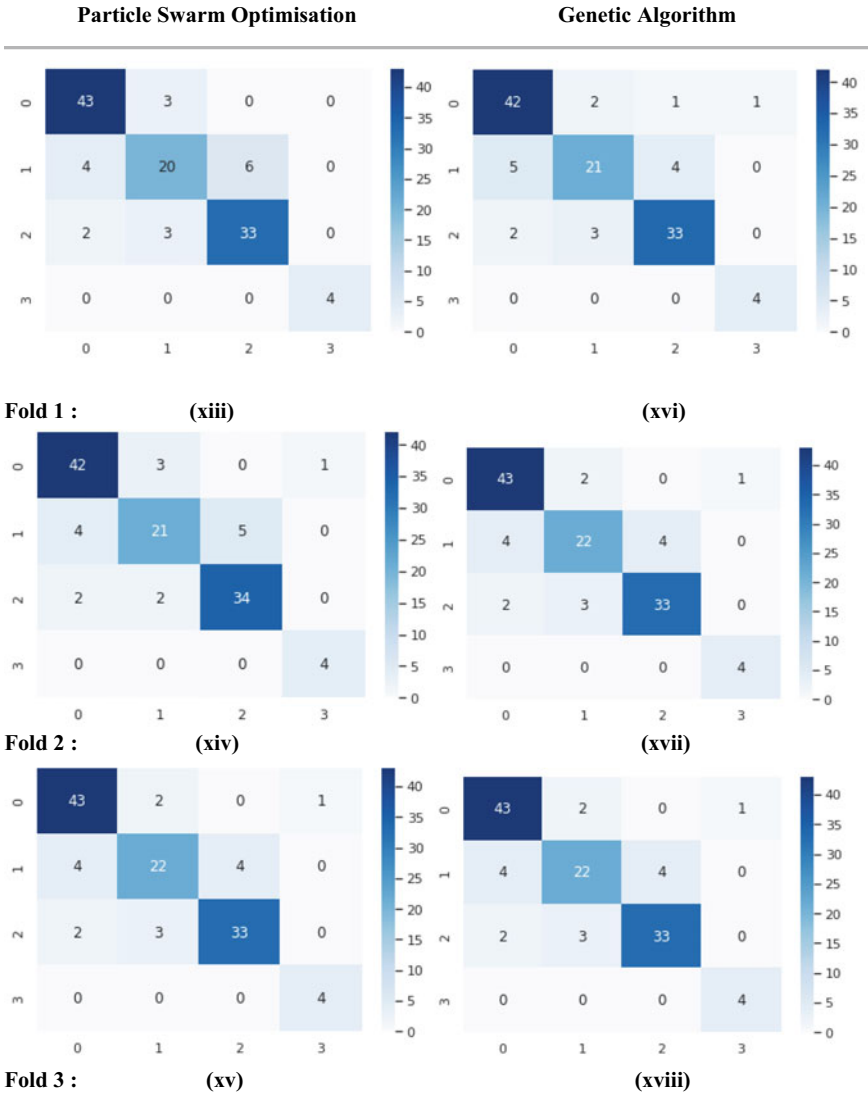 Particle Swarm Optimisation Genetic Algorithm
0 43 3 0 0
1 4 20 6 0
2 2 3 33 0
3 0 0 0 4
0 1 2 3
40
35
30
25
20
15
10
5
0
0 42 2 1 1
1 5 21 4 0
2 2 3 33 0
3 0 0 0 4
0 1 2 3
40
35
30
25
20
15
10
5
0
Fold 1 : (xiii) (xvi)
0 42 3 0 1
1 4 21 5 0
2 2 2 34 0
3 0 0 0 4
0 1 2 3
40
35
30
25
20
15
10
5
0
0 43 2 0 1
1 4 22 4 0
2 2 3 33 0
3 0 0 0 4
0 1 2 3
40
35
30
25
20
15
10
5
0
Fold 2 : (xiv) (xvii)
0 43 2 0 1
1 4 22 4 0
2 2 3 33 0
3 0 0 0 4
0 1 2 3
40
35
30
25
20
15
10
5
0
0 43 2 0 1
1 4 22 4 0
2 2 3 33 0
3 0 0 0 4
0 1 2 3
40
35
30
25
20
15
10
5
0
Fold 3 : (xv) (xviii)